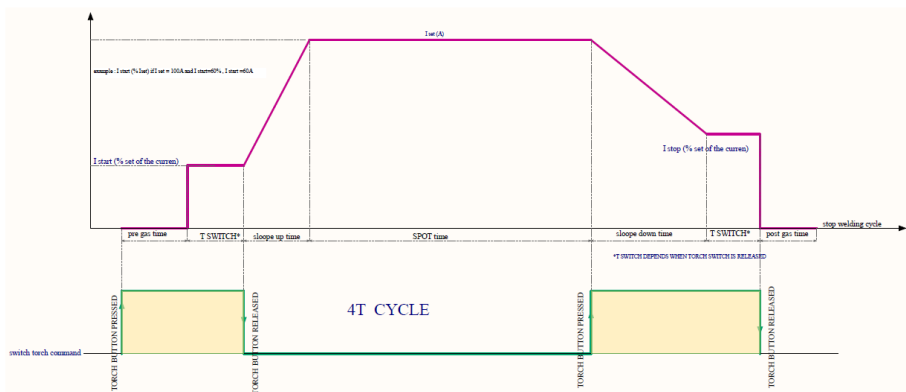 I set (A)
example : I start (% Iset) if I set = 100A and I start=60% , I start =60A
I start (% set of the curren)
I stop (% set of the curren)
stop welding cycle
pre gas time
T SWITCH*
sloope up time
SPOT time
sloope down time
T SWITCH*
post gas time
*T SWITCH DEPENDS WHEN TORCH SWITCH IS RELEASED
4T CYCLE
TORCH BUTTON PRESSED
TORCH BUTTON RELEASED
TORCH BUTTON PRESSED
TORCH BUTTON RELEASED
switch torch command